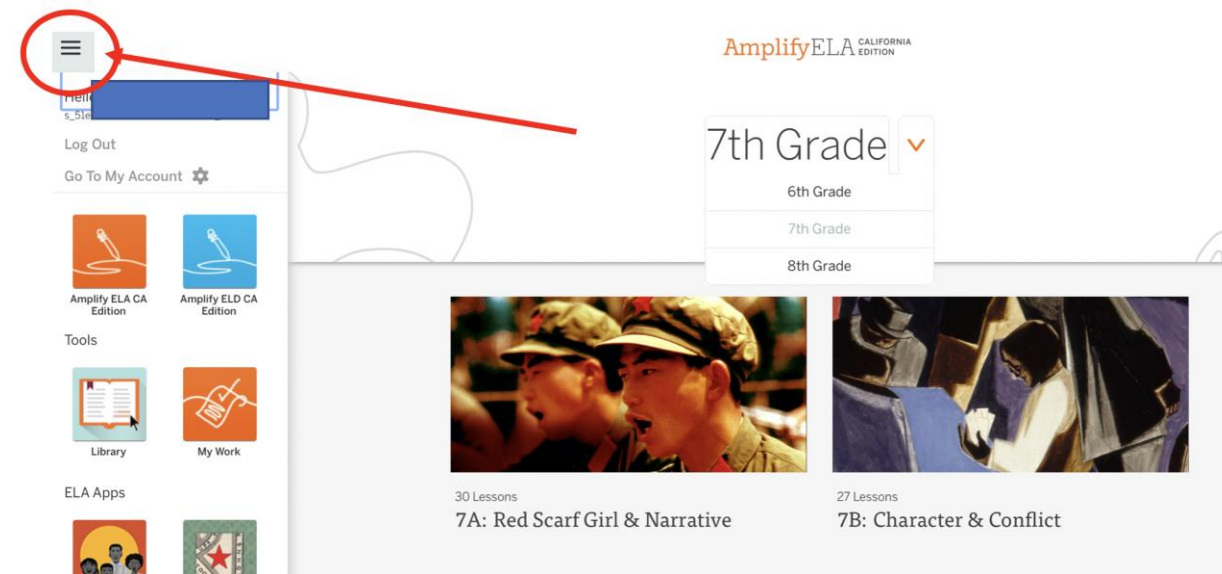 AmplifyELA CALIFORNIA EDITION
s_51e
Log Out
Go To My Account
Amplify ELA CA
Edition
Amplify ELD CA
Edition
Tools
Library
My Work
ELA Apps
7th Grade
6th Grade
7th Grade
8th Grade
30 Lessons
7A: Red Scarf Girl & Narrative
27 Lessons
7B: Character & Conflict